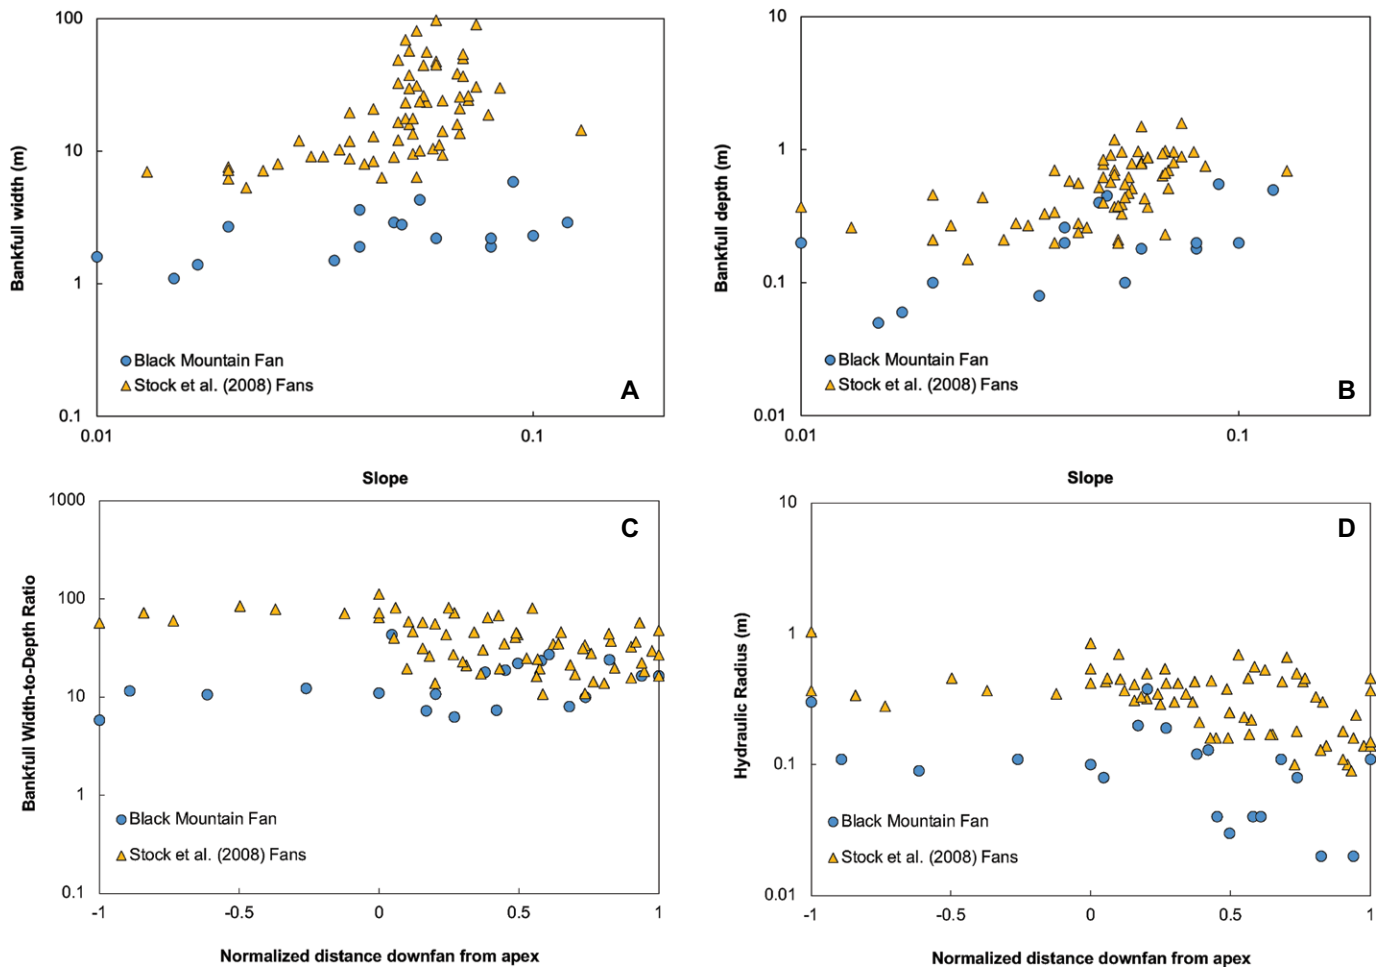 100
10
1
0.1
0.01
0.1
Bankfull width (m)
Slope
Black Mountain Fan
Stock et al. (2008) Fans
A
10
1
0.1
0.01
0.01
0.1
Bankfull depth (m)
Slope
Black Mountain Fan
Stock et al. (2008) Fans
B
1000
100
10
1
0.1
-1
-0.5
0
0.5
1
Bankfull Width-to-Depth Ratio
Normalized distance downfan from apex
Black Mountain Fan
Stock et al. (2008) Fans
C
10
1
0.1
0.01
-1
-0.5
0
0.5
1
Hydraulic Radius (m)
Normalized distance downfan from apex
Black Mountain Fan
Stock et al. (2008) Fans
D